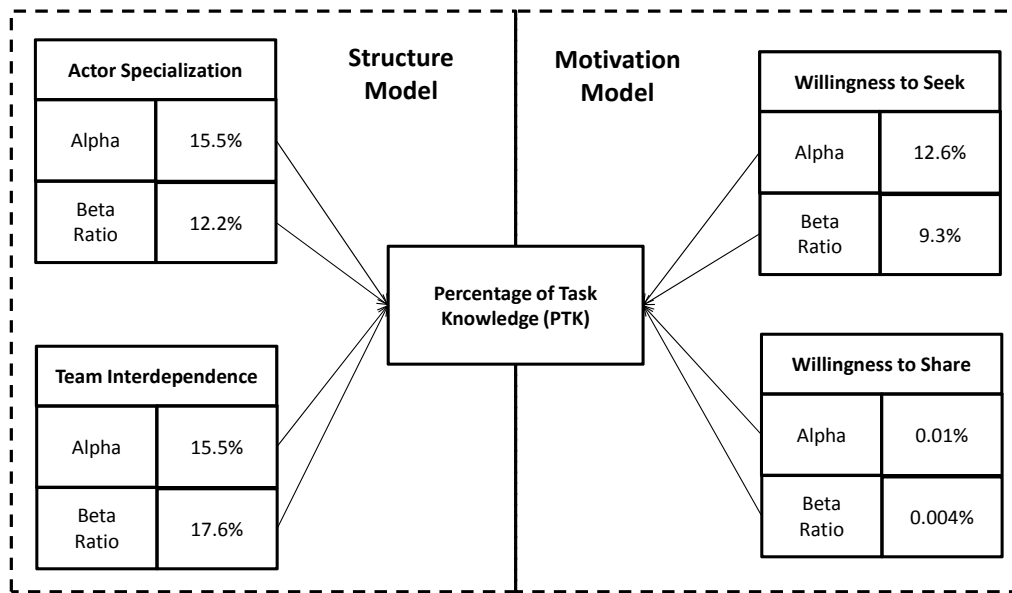 Structure
Model
Motivation
Model
Actor Specialization
Alpha
15.5%
Beta
Ratio
12.2%
Team Interdependence
Alpha
15.5%
Beta
Ratio
17.6%
Percentage of Task
Knowledge (PTK)
Willingness to Seek
Alpha
12.6%
Beta
Ratio
9.3%
Willingness to Share
Alpha
0.01%
Beta
Ratio
0.004%